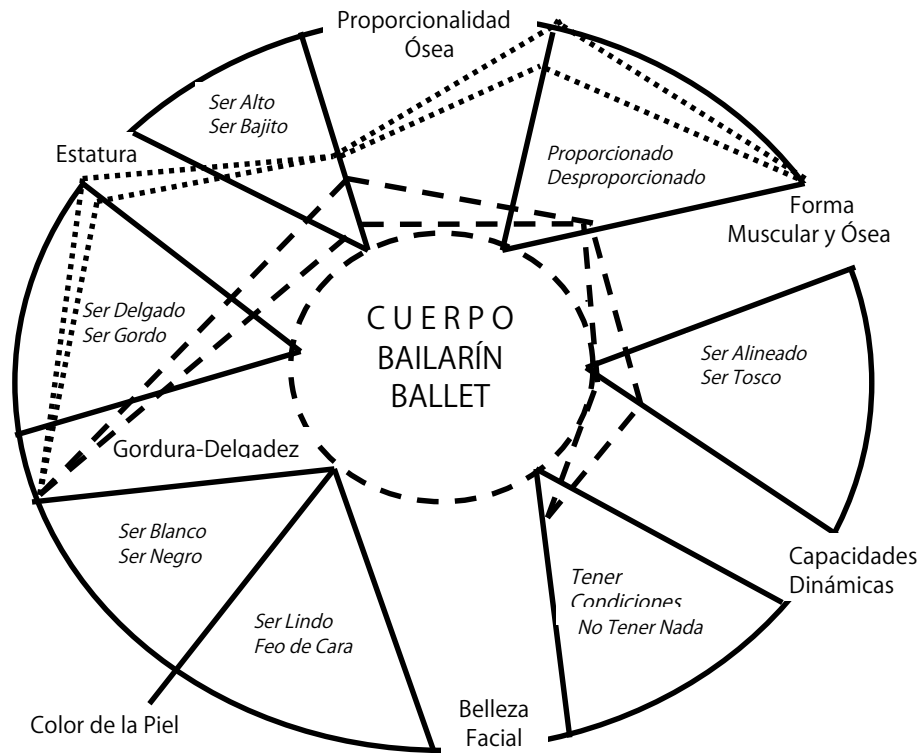 Proporcionalidad
Ósea
Ser Alto
Ser Bajito
Estatura
Proporcionado
Desproporcionado
Forma
Muscular y Ósea
Ser Delgado
Ser Gordo
CUERPO
BAILARÍN
BALLET
Ser Alineado
Ser Tosco
Gordura-Delgadez
Ser Blanco
Ser Negro
Capacidades
Dinámicas
Tener
Condiciones
No Tener Nada
Ser Lindo
Feo de Cara
Color de la Piel
Belleza
Facial